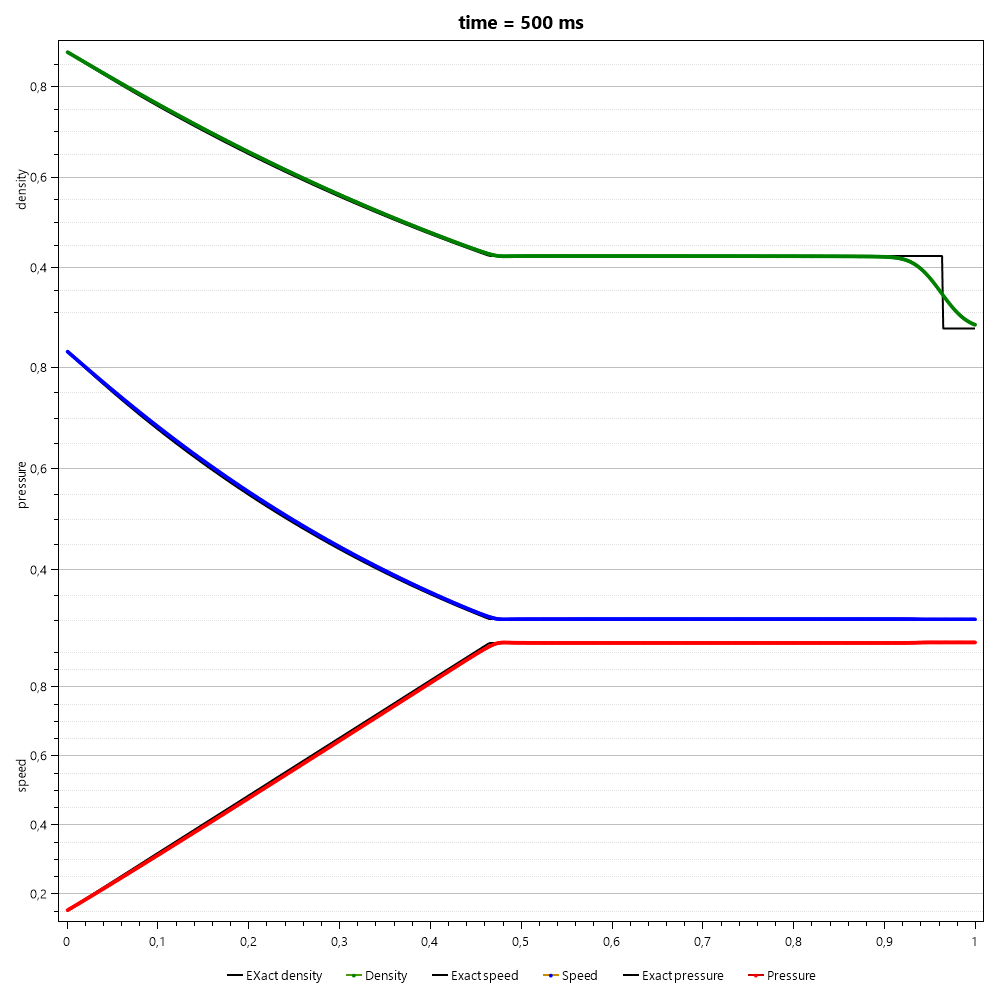 time = 500 ms
0,8
0,6
0,4
density
0,8
0,6
0,4
pressure
0,8
0,6
0,4
0,2
speed
0 0,1 0,2 0,3 0,4 0,5 0,6 0,7 0,8 0,9 1
EXact density Density Exact speed Speed Exact pressure Pressure